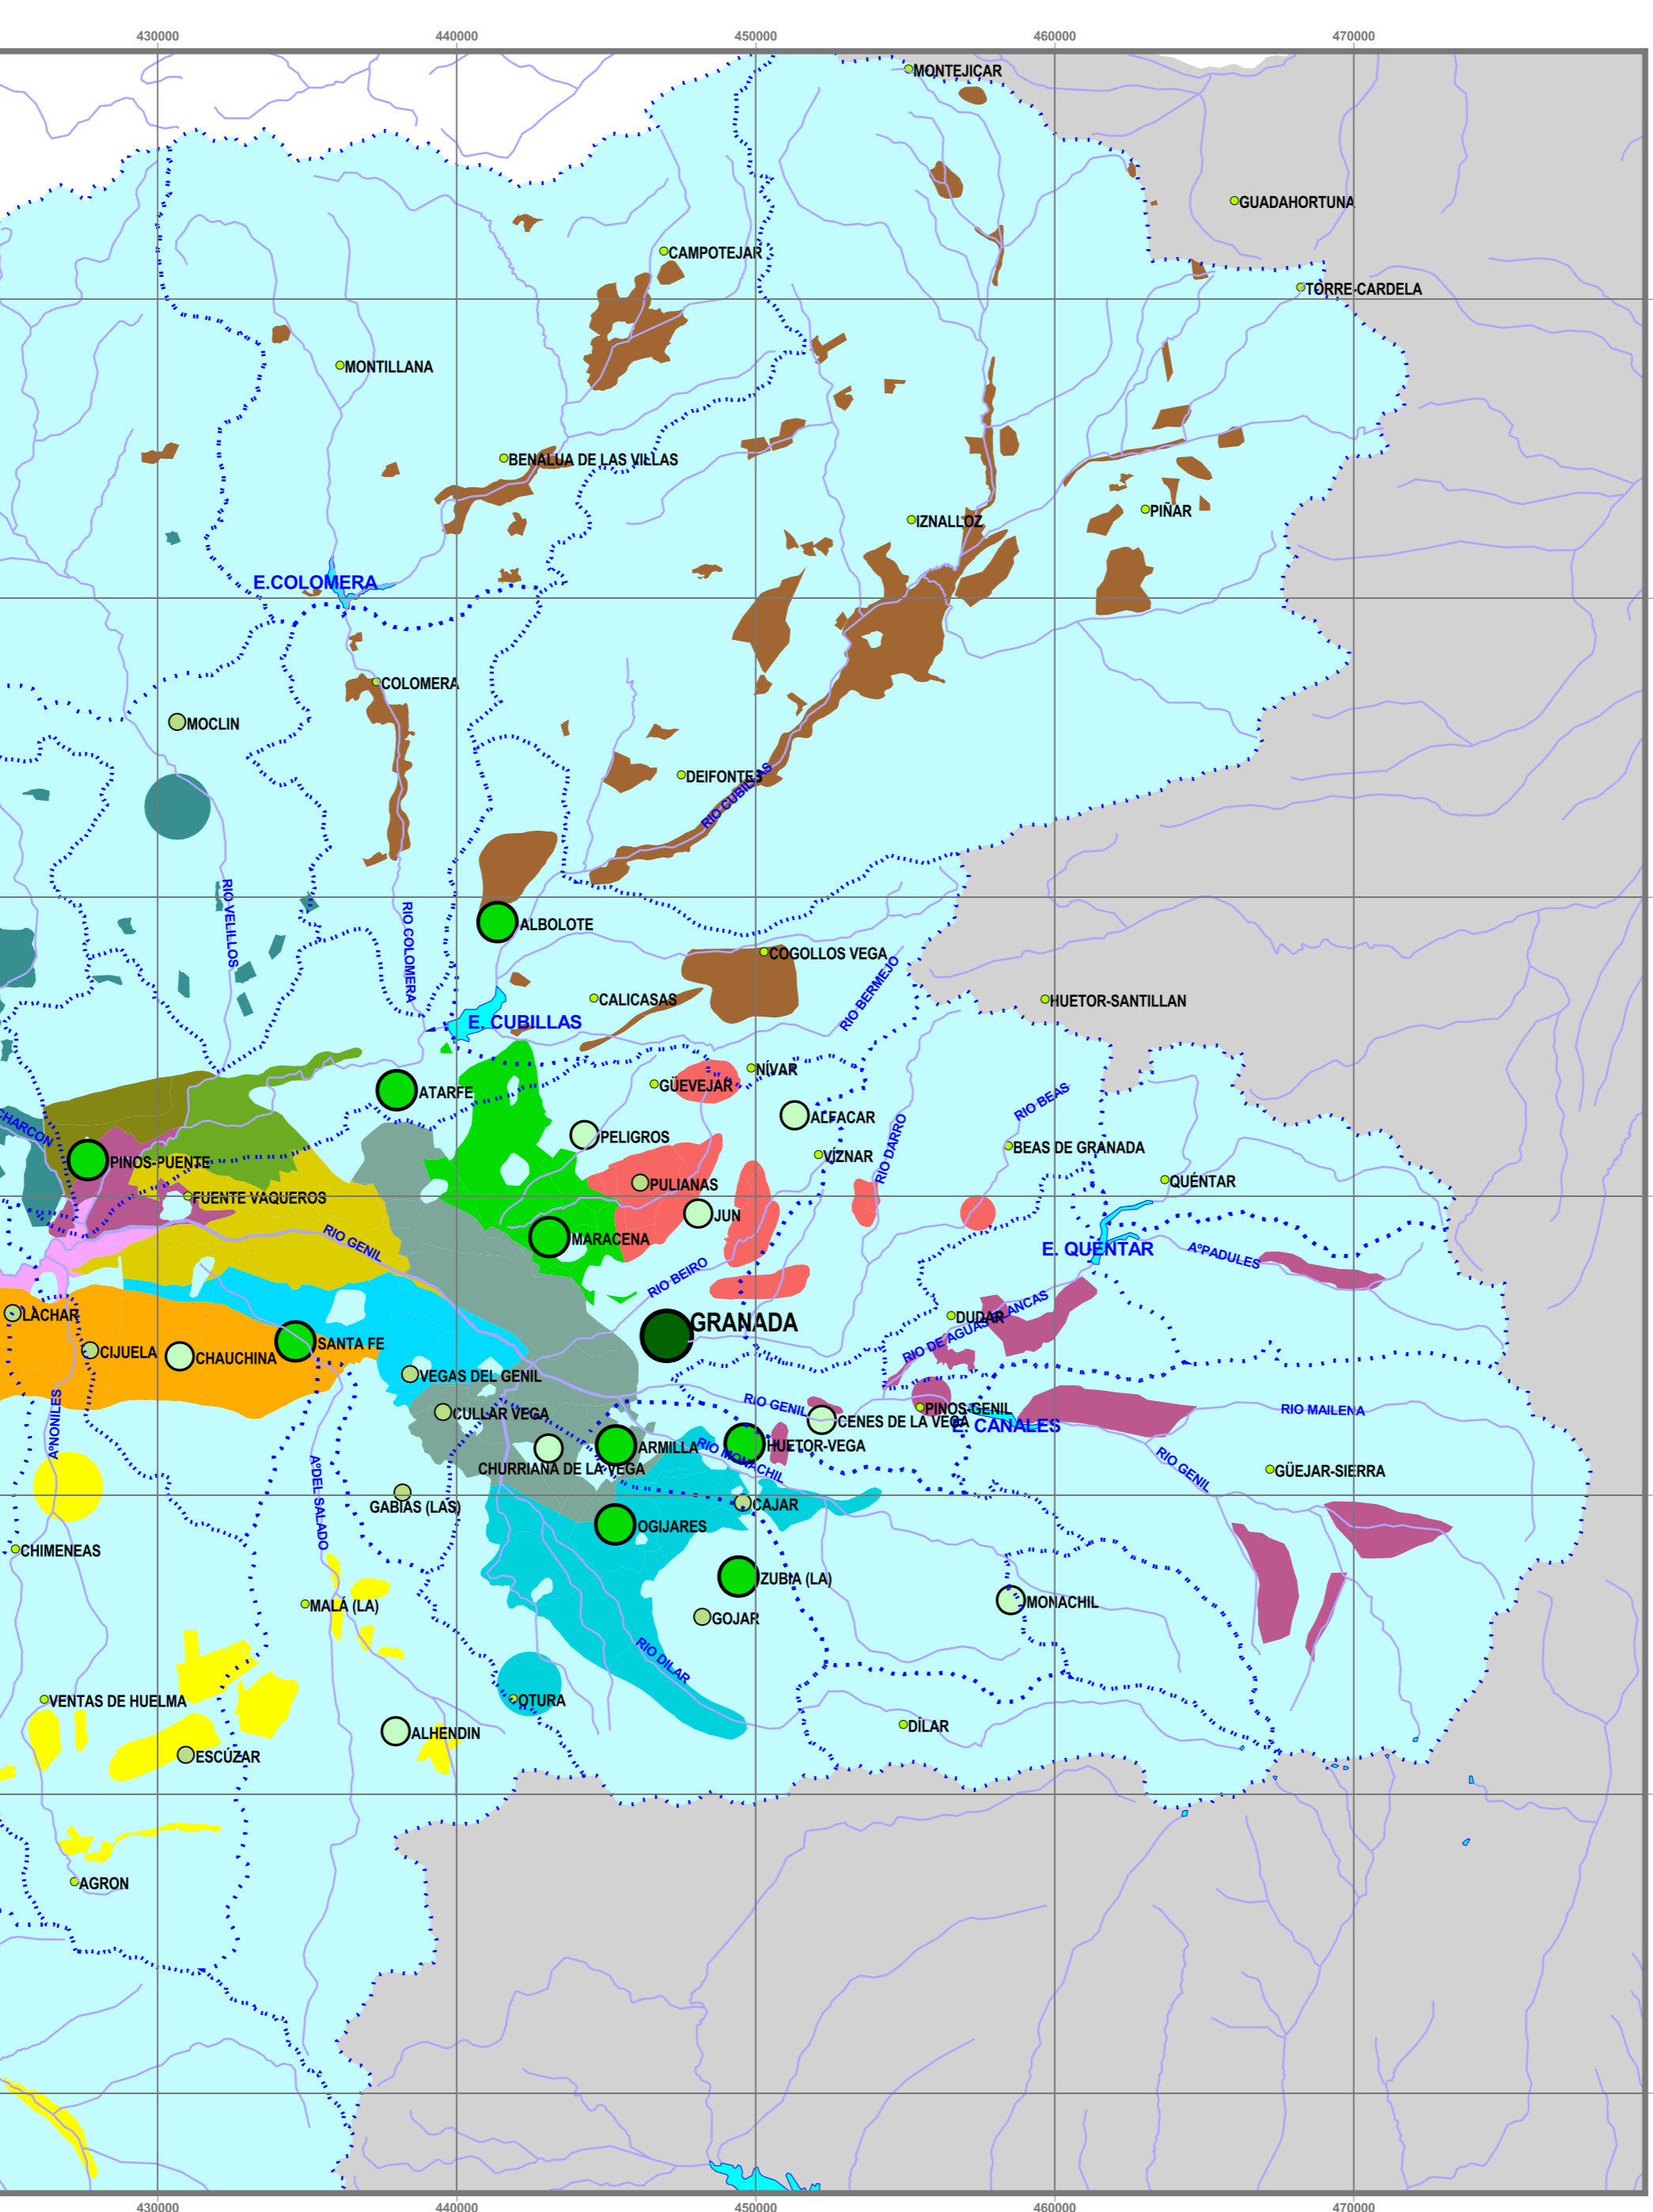 430000 440000 450000 460000 470000
MONTEJICAR
GUADAHORTUNA
CAMPOTEJAR
TORRE-CARDELA
MONTILLANA
BENALUA DE LAS VILLAS
PIÑAR
IZNALLOZ
E.COLOMERA
COLOMERA
MOCLIN
DEIFONTES
RIO CUBILLAS
RIO VELILLOS
RIO COLOMERA
ALBOLOTE
COGOLLOS VEGA
RIO BERMEJO
CALICASAS
HUETOR-SANTILLAN
E. CUBILLAS
NÍVAR
GÜEVEJAR
ATARFE
RIO BEAS
ALFACAR
CHARCON
PELIGROS
RIO DARRO
BEAS DE GRANADA
VÍZNAR
PINOS-PUENTE
QUÉNTAR
PULIANAS
FUENTE VAQUEROS
JUN
MARACENA
RIO GENIL
E. QUENTAR
AºPADULES
RIO BEIRO
LACHAR
DUDAR
GRANADA
RIO DE AGUAS BLANCAS
SANTA FE
CIJUELA
CHAUCHINA
VEGAS DEL GENIL
AºNONILES
CULLAR VEGA
RIO GENIL
PINOS-GENIL
RIO MAILENA
CENES DE LA VEGA
E. CANALES
ARMILLA
HUETOR-VEGA
RIO MONACHIL
CHURRIANA DE LA VEGA
GÜEJAR-SIERRA
RIO GENIL
AºDEL SALADO
GABIAS (LAS)
CAJAR
OGIJARES
CHIMENEAS
ZUBIA (LA)
MALÁ (LA)
MONACHIL
GOJAR
RIO DILAR
VENTAS DE HUELMA
OTURA
DÍLAR
ALHENDIN
ESCÚZAR
AGRON
430000 440000 450000 460000 470000